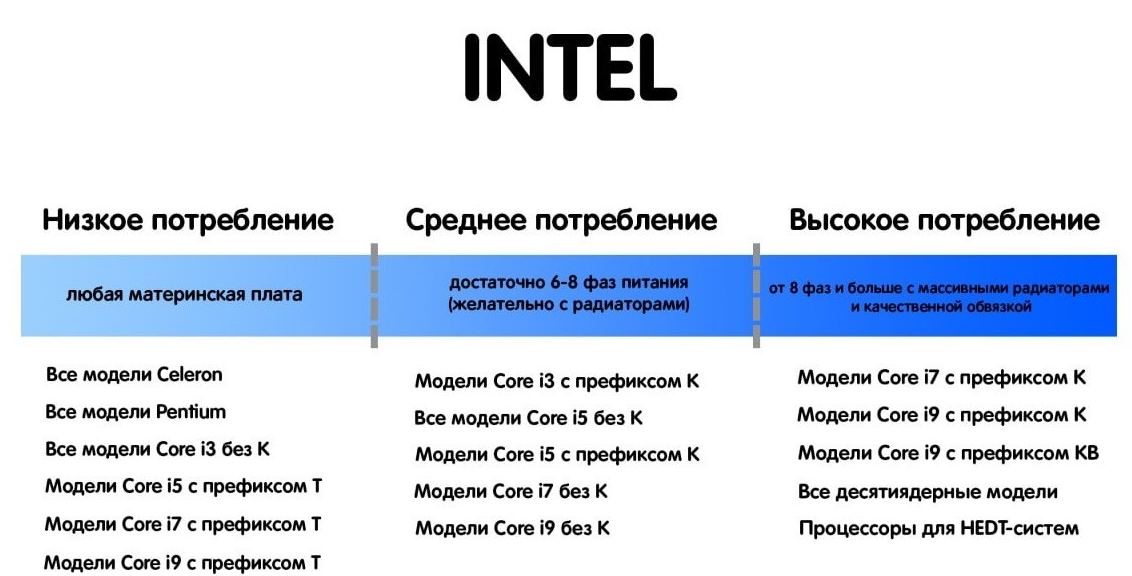 INTEL
Низкое потребление
любая материнская плата
Все модели Celeron
Все модели Pentium
Все модели Core i3 без K
Модели Core i5 с префиксом T
Модели Core i7 с префиксом T
Модели Core i9 с префиксом T
Среднее потребление
достаточно 6-8 фаз питания
(желательно с радиаторами)
Модели Core i3 с префиксом K
Все модели Core i5 без K
Модели Core i5 с префиксом K
Модели Core i7 без K
Модели Core i9 без K
Высокое потребление
от 8 фаз и больше с массивными радиаторами
и качественной обвязкой
Модели Core i7 с префиксом K
Модели Core i9 с префиксом K
Модели Core i9 с префиксом KB
Все десятиядерные модели
Процессоры для HEDT-систем